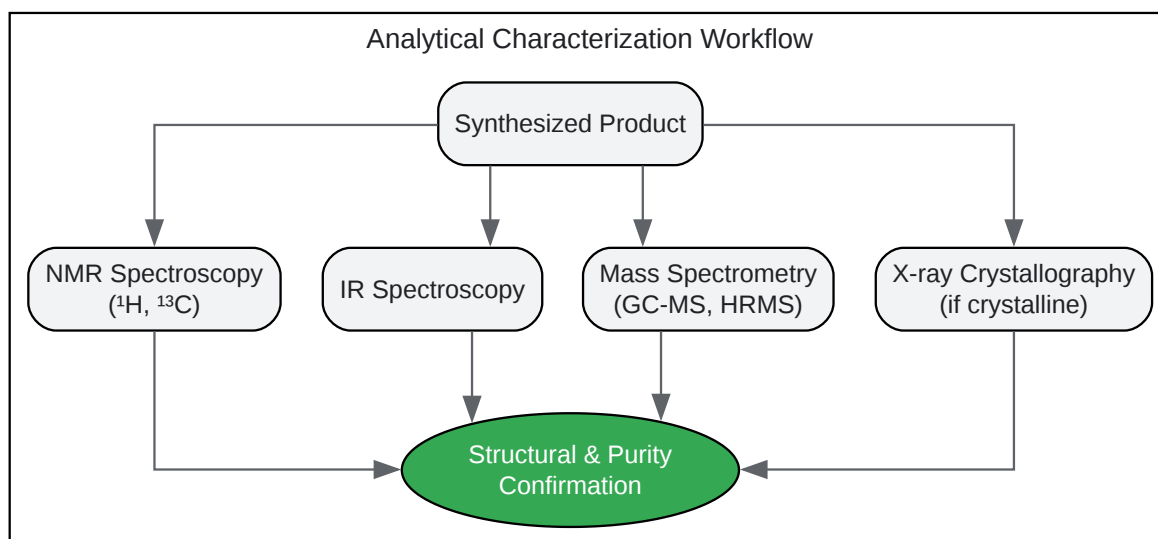 Analytical Characterization Workflow
Synthesized Product
NMR Spectroscopy
(¹H, ¹³C)
IR Spectroscopy
Mass Spectrometry
(GC-MS, HRMS)
X-ray Crystallography
(if crystalline)
Structural & Purity
Confirmation